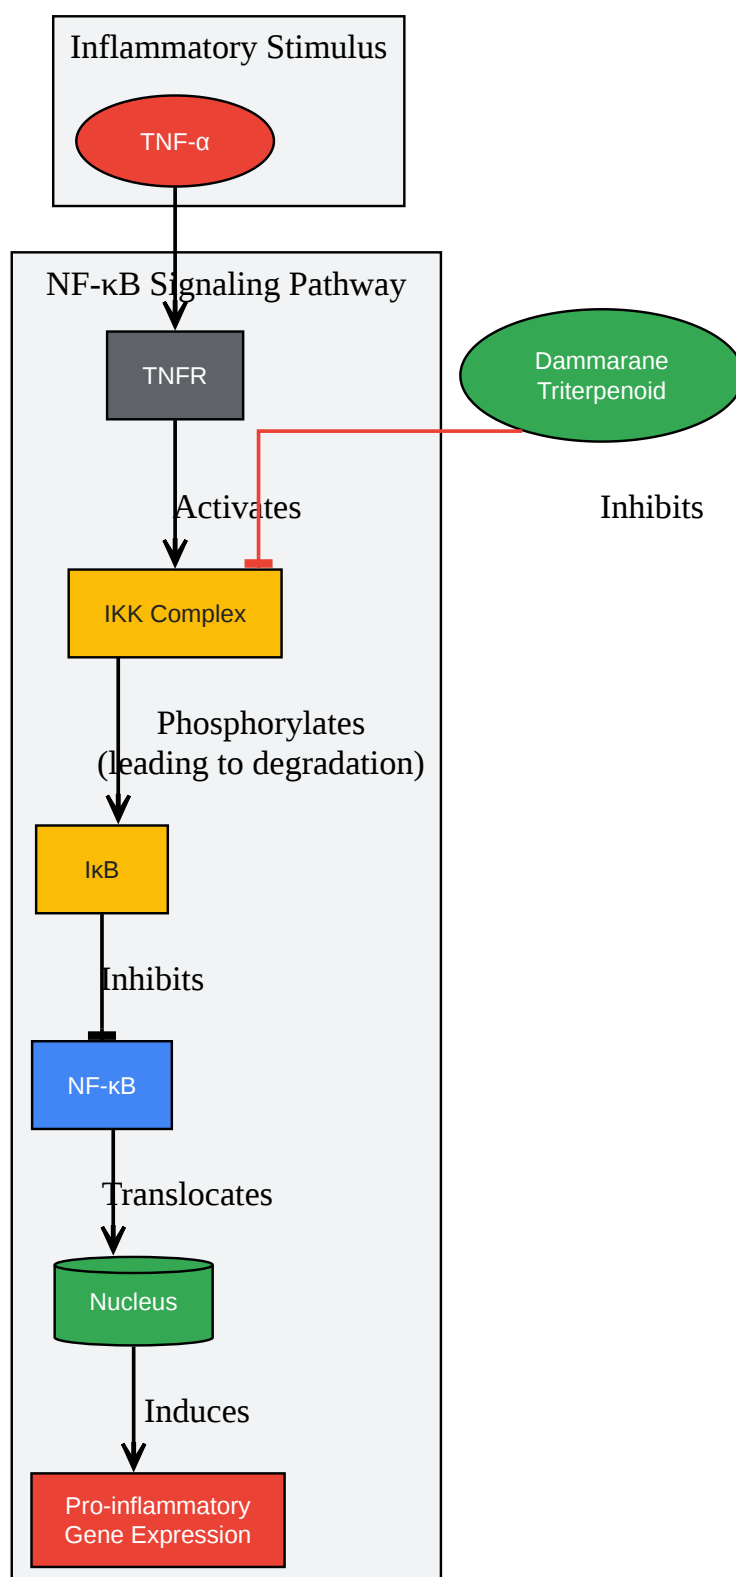 Inflammatory Stimulus
TNF-α
NF-κB Signaling Pathway
TNFR
Dammarane
Triterpenoid
Activates
Inhibits
IKK Complex
Phosphorylates
(leading to degradation)
IκB
Inhibits
NF-κB
Translocates
Nucleus
Induces
Pro-inflammatory
Gene Expression